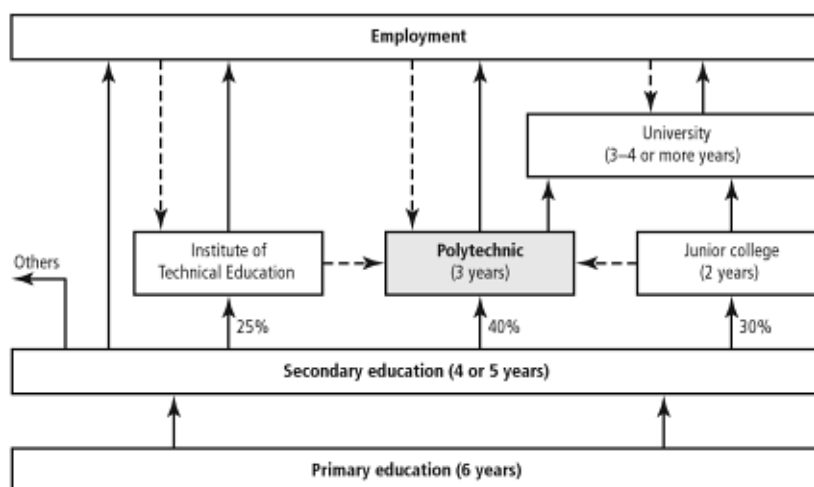 Employment
University
(3–4 or more years)
Others
Institute of
Technical Education
Polytechnic
(3 years)
Junior college
(2 years)
25%
40%
30%
Secondary education (4 or 5 years)
Primary education (6 years)